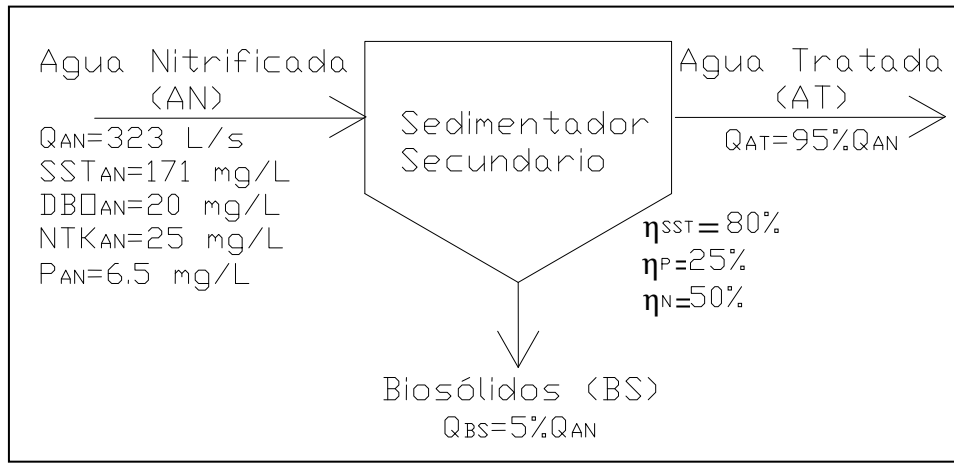 Agua Nitrificada
(AN)
QAN=323 L/s
SSTAN=171 mg/L
DB□AN=20 mg/L
NTKAN=25 mg/L
PAN=6.5 mg/L
Sedimentador
Secundario
Agua Tratada
(AT)
QAT=95%QAN
ηSST=80%
ηP=25%
ηN=50%
Biosólidos (BS)
QBS=5%QAN